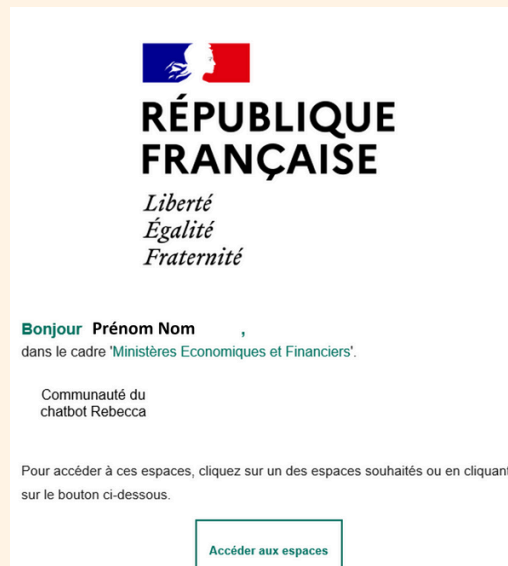 RÉPUBLIQUE
FRANÇAISE
Liberté
Égalité
Fraternité
Bonjour Prénom Nom ,
dans le cadre 'Ministères Economiques et Financiers'.
Communauté du
chatbot Rebecca
Pour accéder à ces espaces, cliquez sur un des espaces souhaités ou en cliquant
sur le bouton ci-dessous.
Accéder aux espaces